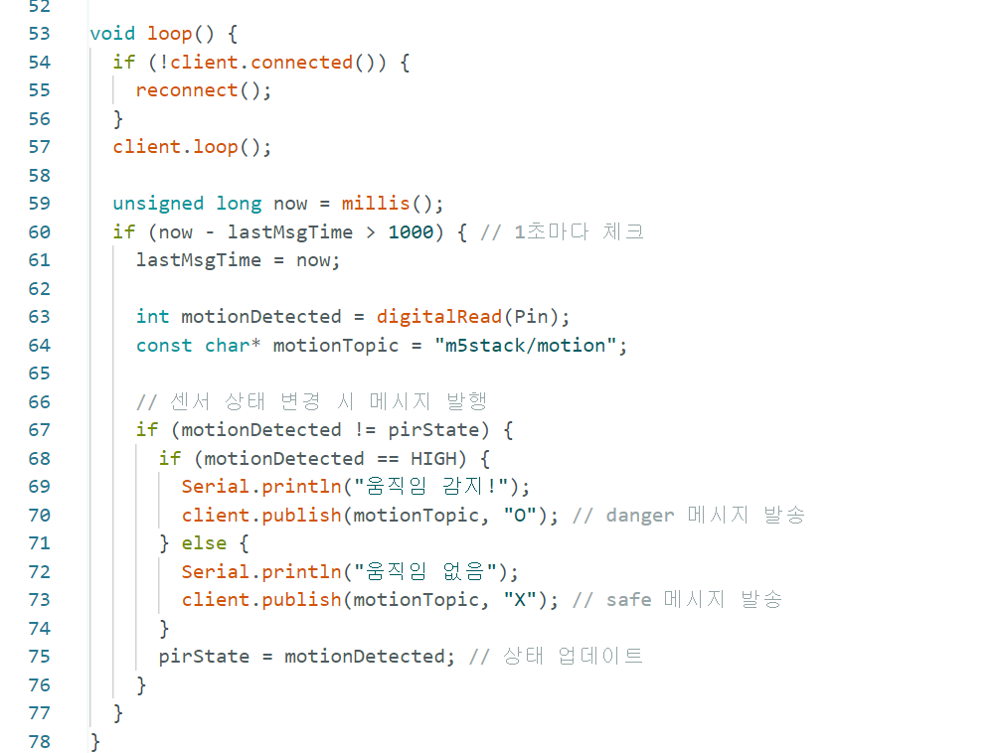 52
53 void loop() {
54 if (!client.connected()) {
55 reconnect();
56 }
57 client.loop();
58
59 unsigned long now = millis();
60 if (now - lastMsgTime > 1000) { // 1초마다 체크
61 lastMsgTime = now;
62
63 int motionDetected = digitalRead(Pin);
64 const char* motionTopic = "m5stack/motion";
65
66 // 센서 상태 변경 시 메시지 발행
67 if (motionDetected != pirState) {
68 if (motionDetected == HIGH) {
69 Serial.println("움직임 감지!");
70 client.publish(motionTopic, "O"); // danger 메시지 발송
71 } else {
72 Serial.println("움직임 없음");
73 client.publish(motionTopic, "X"); // safe 메시지 발송
74 }
75 pirState = motionDetected; // 상태 업데이트
76 }
77 }
78 }